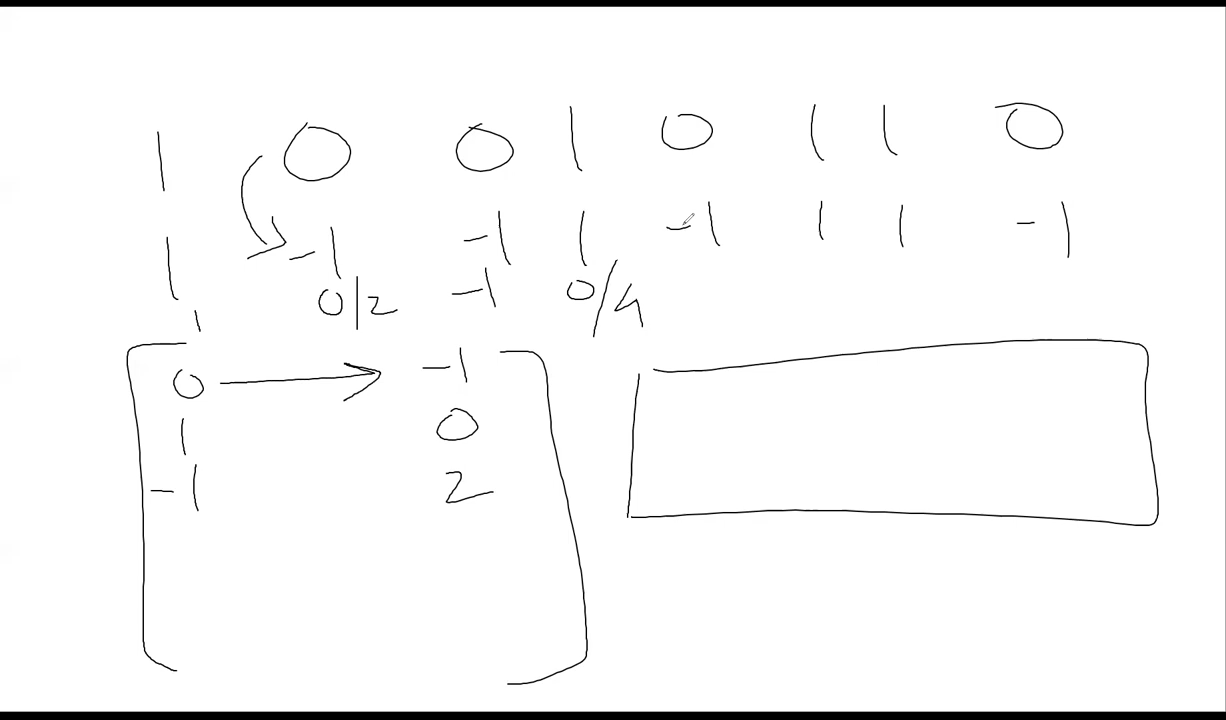 1 0 0 1 0 1 1 0
1 -1 -1 1 -1 1 1 -1
1 0/2 -1 0/4
0 → -1
1 0
-1 2